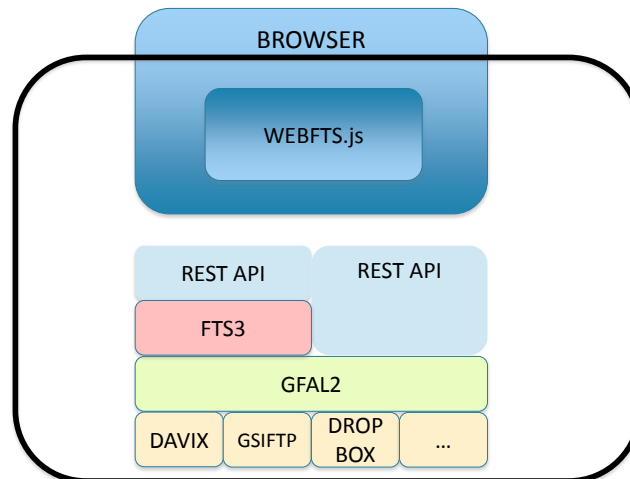 BROWSER
WEBFTS.js
REST API
REST API
FTS3
GFAL2
DAVIX
GSIFTP
DROP
BOX
...